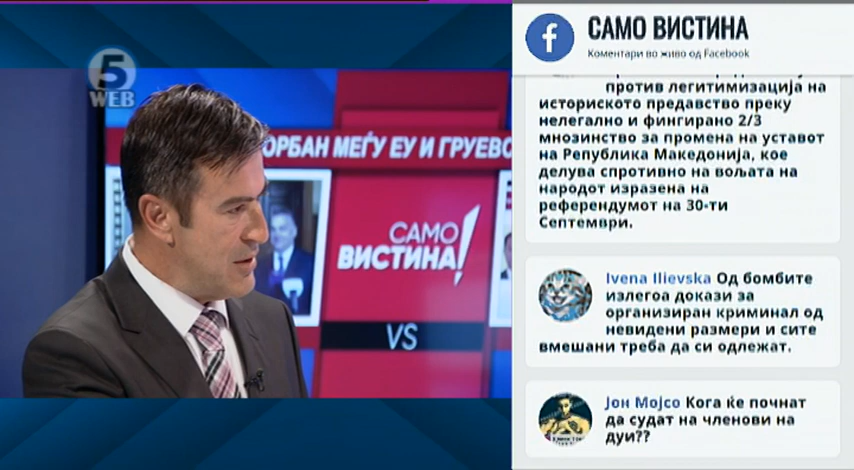 5
WEB
ОРБАН МЕЃУ ЕУ И ГРУЕВС
САМО
ВИСТИНА!
VS
f
САМО ВИСТИНА
Коментари во живо од Facebook
против легитимизација на
историското предавство преку
нелегално и фингирано 2/3
мнозинство за промена на уставот
на Република Македонија, кое
делува спротивно на вољата на
народот изразена на
референдумот на 30-ти
Септември.
Ivena Ilievska Од бомбите
излегоа докази за
организиран криминал од
невидени размери и сите
вмешани треба да си одлежат.
Јон Мојсо Кога ќе почнат
да судат на членови на
дуи??